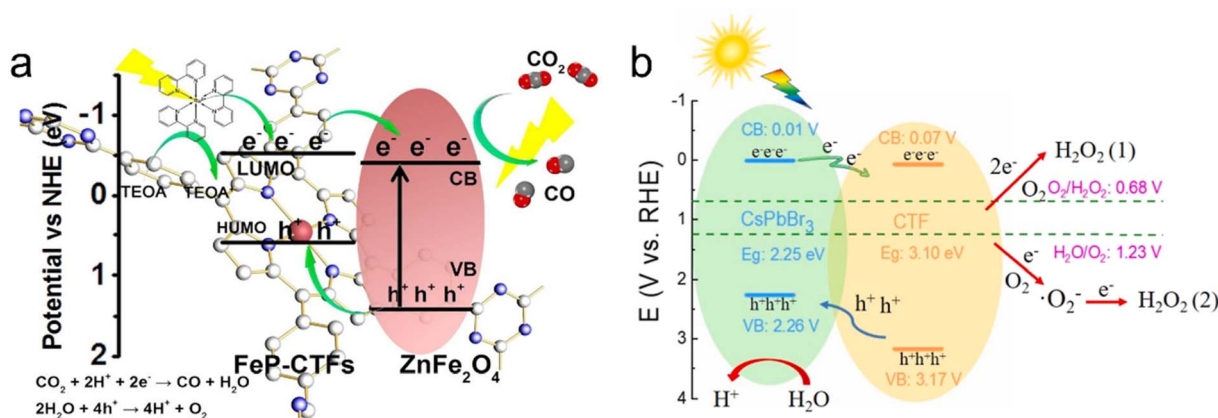 a
Potential vs NHE (eV)
-1
0
1
2
TEOA
TEOA
e- e- e-
LUMO
HUMO
h+ h+
e- e- e-
CB
VB
h+ h+ h+
CO2
CO
FeP-CTFs
ZnFe2O4
CO2 + 2H+ + 2e- → CO + H2O
2H2O + 4h+ → 4H+ + O2
b
E (V vs. RHE)
-1
0
1
2
3
4
CB: 0.01 V
e-e-e-
e-
e-
CB: 0.07 V
e-e-e-
2e-
H2O2 (1)
O2
O2/H2O2: 0.68 V
CsPbBr3
CTF
Eg: 2.25 eV
Eg: 3.10 eV
H2O/O2: 1.23 V
e-
O2
·O2-
e-
H2O2 (2)
h+h+h+
VB: 2.26 V
h+ h+
h+h+h+
VB: 3.17 V
H+
H2O